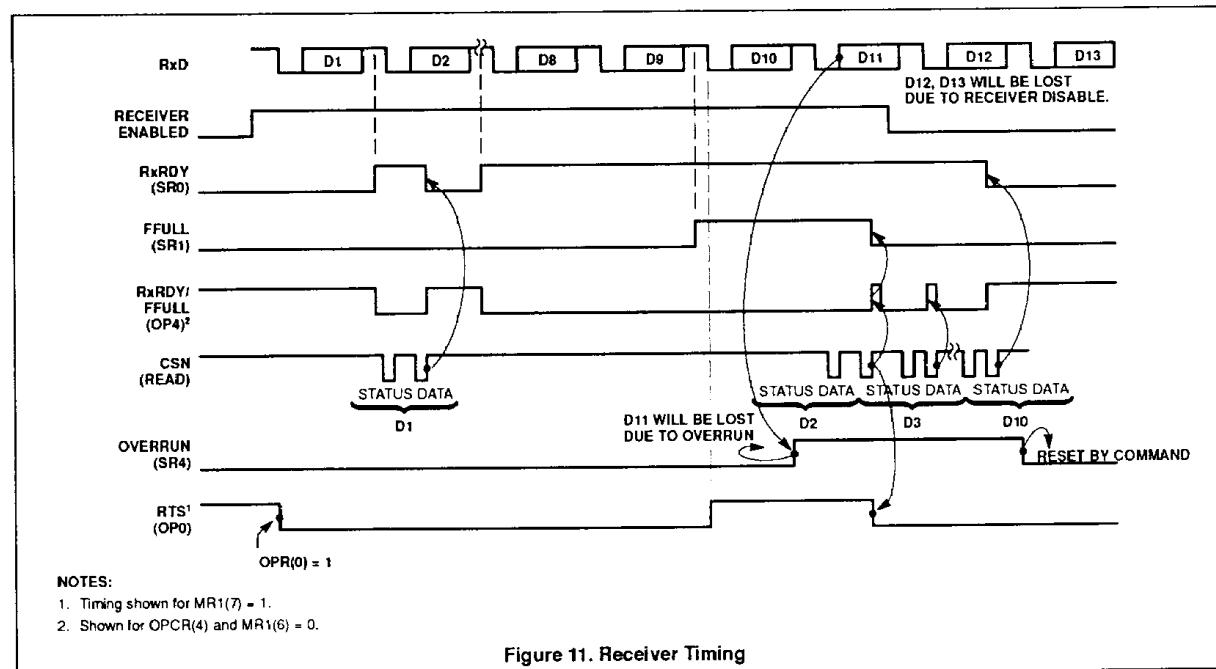 RxD
D1 D2 D8 D9 D10 D11 D12 D13
D12, D13 WILL BE LOST
DUE TO RECEIVER DISABLE.
RECEIVER
ENABLED
RxRDY
(SR0)
FFULL
(SR1)
RxRDY/
FFULL
(OP4)²
CSN
(READ)
STATUS DATA STATUS DATA STATUS DATA STATUS DATA
D1 D2 D3 D10
D11 WILL BE LOST
DUE TO OVERRUN
OVERRUN
(SR4)
RESET BY COMMAND
RTS¹
(OP0)
OPR(0) = 1
NOTES:
1. Timing shown for MR1(7) = 1.
2. Shown for OPCR(4) and MR1(6) = 0.
Figure 11. Receiver Timing